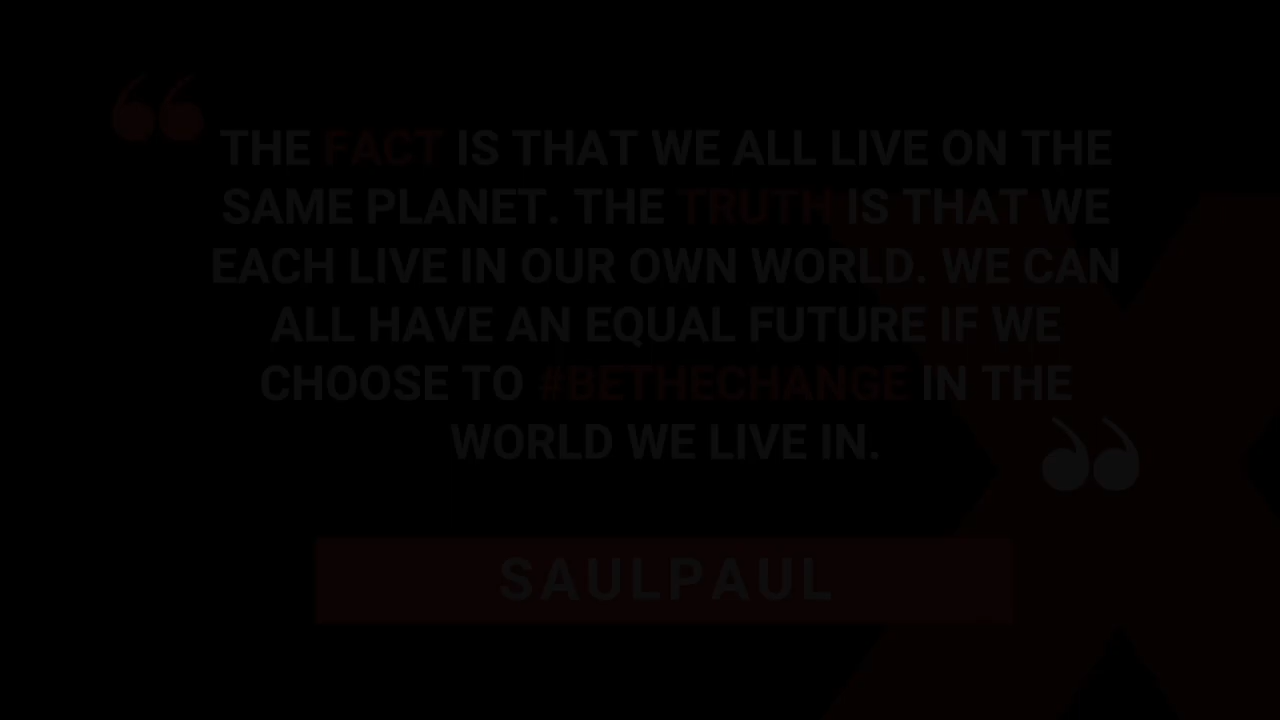 THE FACT IS THAT WE ALL LIVE ON THE
SAME PLANET. THE TRUTH IS THAT WE
EACH LIVE IN OUR OWN WORLD. WE CAN
ALL HAVE AN EQUAL FUTURE IF WE
CHOOSE TO #BETHECHANGE IN THE
WORLD WE LIVE IN.
SAULPAUL